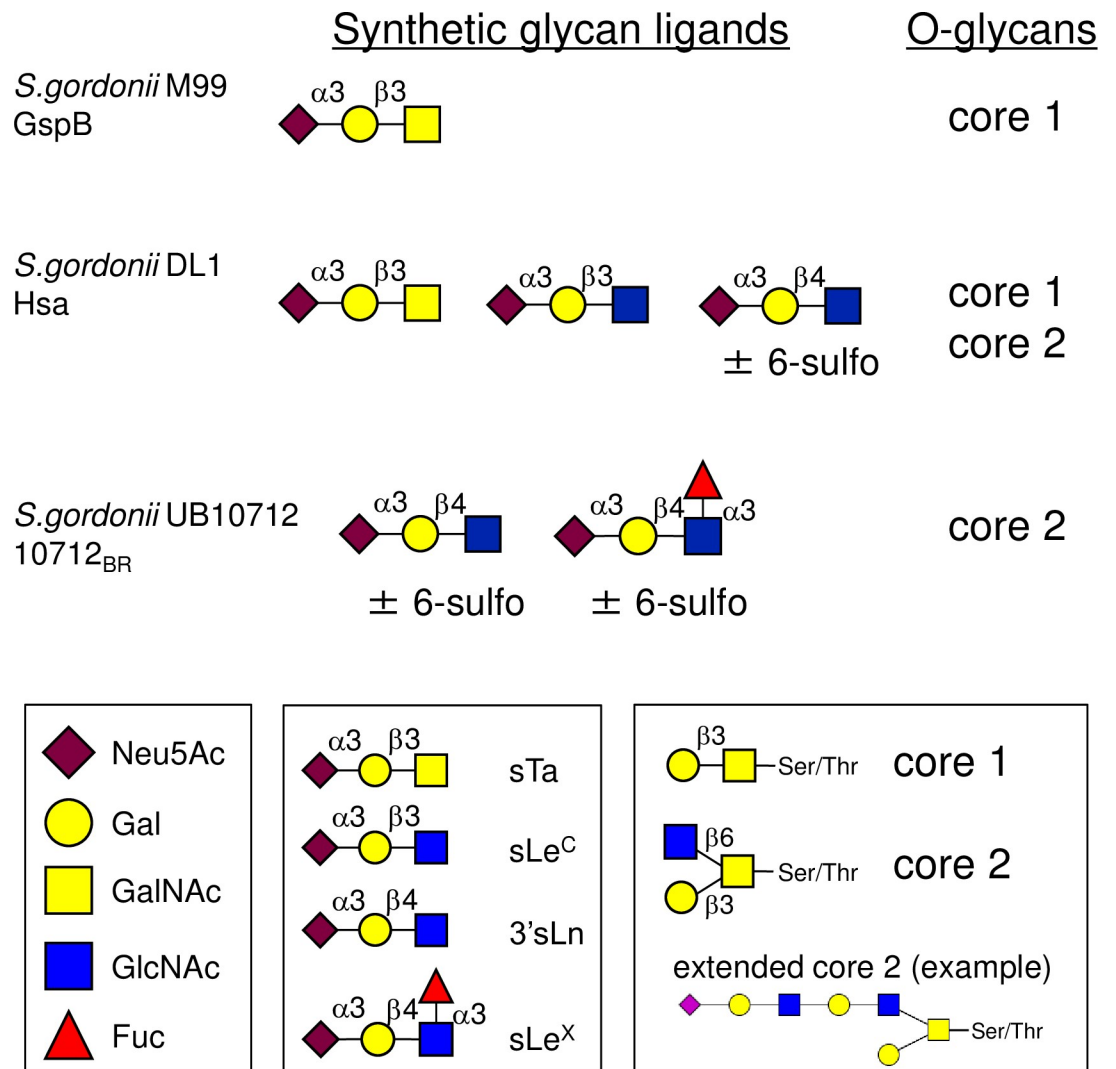 Synthetic glycan ligands O-glycans
S.gordonii M99
GspB
α3 β3
core 1
S.gordonii DL1
Hsa
α3 β3 α3 β3 α3 β4
± 6-sulfo
core 1
core 2
S.gordonii UB10712
10712BR
α3 β4 α3 β4 α3
± 6-sulfo ± 6-sulfo
core 2
Neu5Ac
Gal
GalNAc
GlcNAc
Fuc
α3 β3 sTa
α3 β3 sLeC
α3 β4 3'sLn
α3 β4 α3 sLeX
β3 Ser/Thr core 1
β6 β3 Ser/Thr core 2
extended core 2 (example)
Ser/Thr